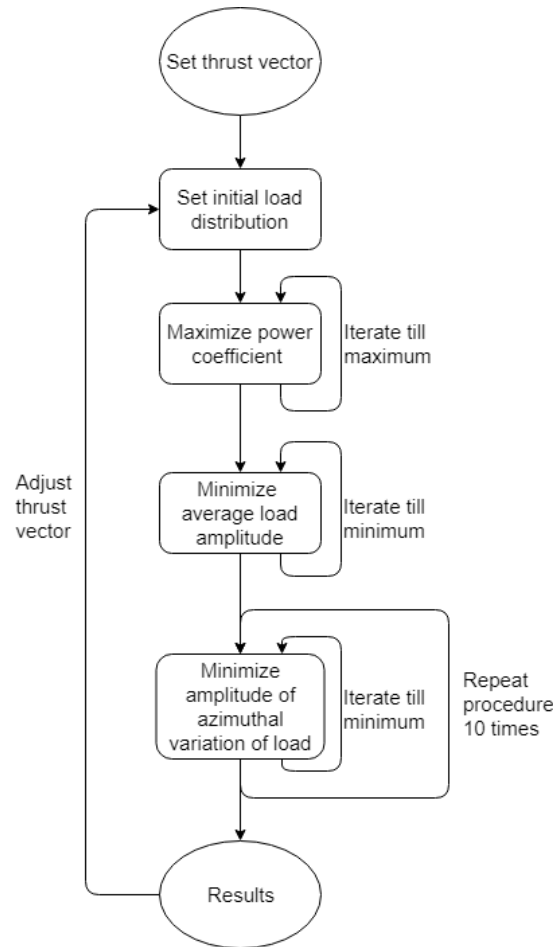 Set thrust vector
Set initial load
distribution
Maximize power
coefficient
Iterate till
maximum
Minimize
average load
amplitude
Iterate till
minimum
Adjust
thrust
vector
Minimize
amplitude of
azimuthal
variation of load
Iterate till
minimum
Repeat
procedure
10 times
Results